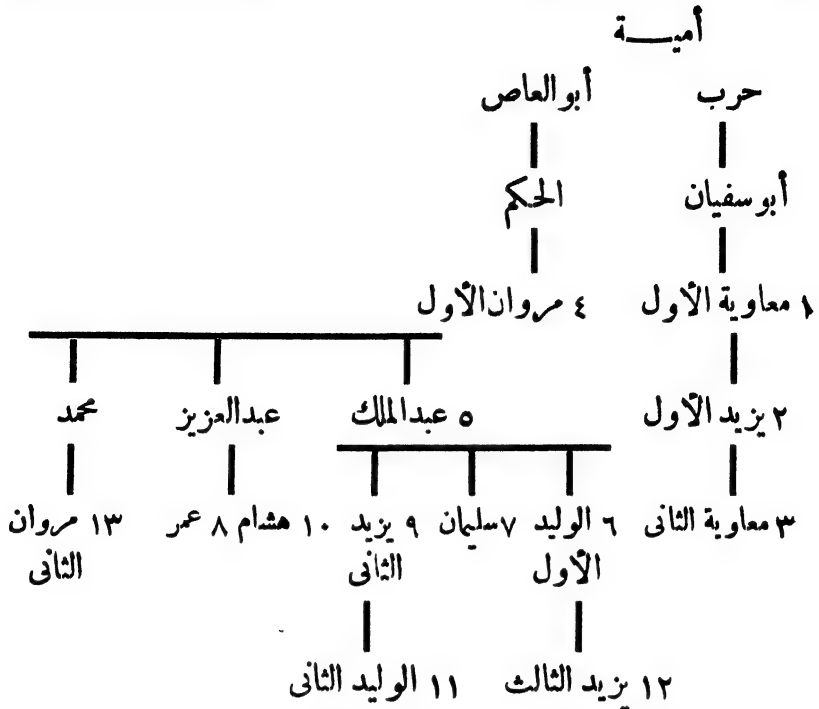 أميـــة
حرب أبو العاص
أبو سفيان الحكم
١ معاوية الأول ٤ مروان الأول
٢ يزيد الأول ٥ عبد الملك عبد العزيز محمد
٣ معاوية الثانى ٦ الوليد ٧ سليمان ٩ يزيد ١٠ هشام ٨ عمر ١٣ مروان
الأول الثانى الثانى
١٢ يزيد الثالث ١١ الوليد الثانى